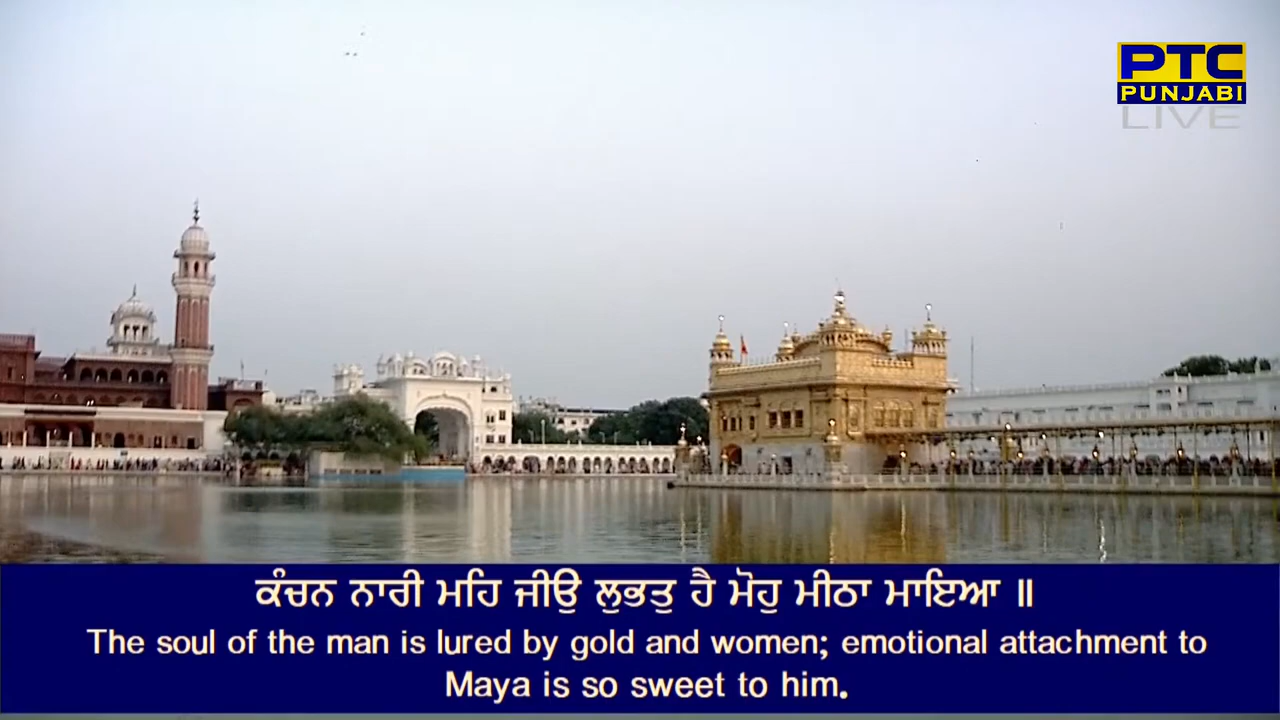 PTC
PUNJABI
LIVE
ਕੰਚਨ ਨਾਰੀ ਮਹਿ ਜੀਉ ਲੁਭਤੁ ਹੈ ਮੋਹੁ ਮੀਠਾ ਮਾਇਆ ॥
The soul of the man is lured by gold and women; emotional attachment to
Maya is so sweet to him.